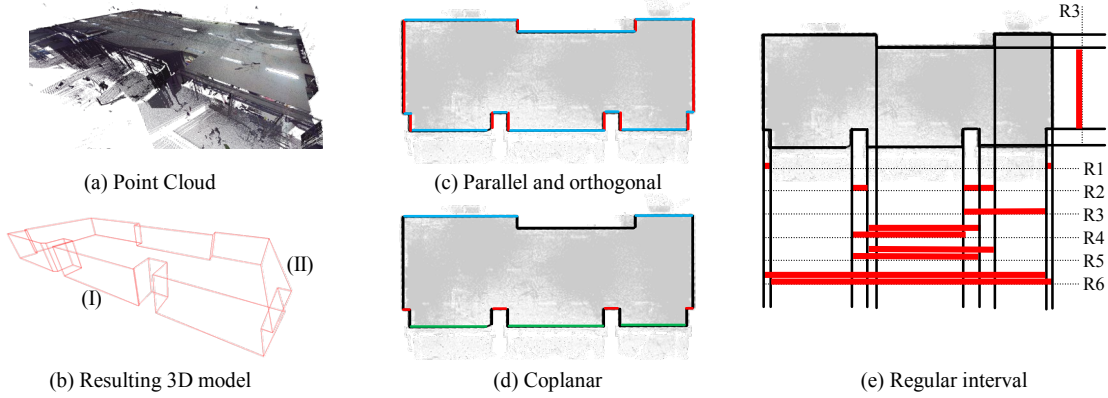 (a) Point Cloud
(I)
(II)
(b) Resulting 3D model
(c) Parallel and orthogonal
(d) Coplanar
R3
R1
R2
R3
R4
R5
R6
(e) Regular interval